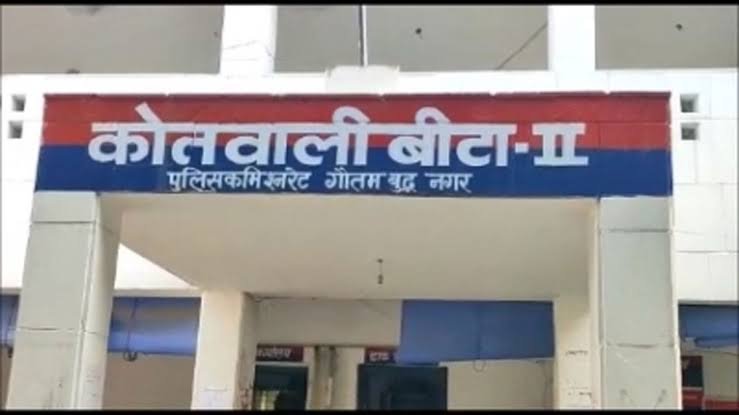 कोतवाली बीटा-II
पुलिसकमिश्नरेट गौतम बुद्ध नगर